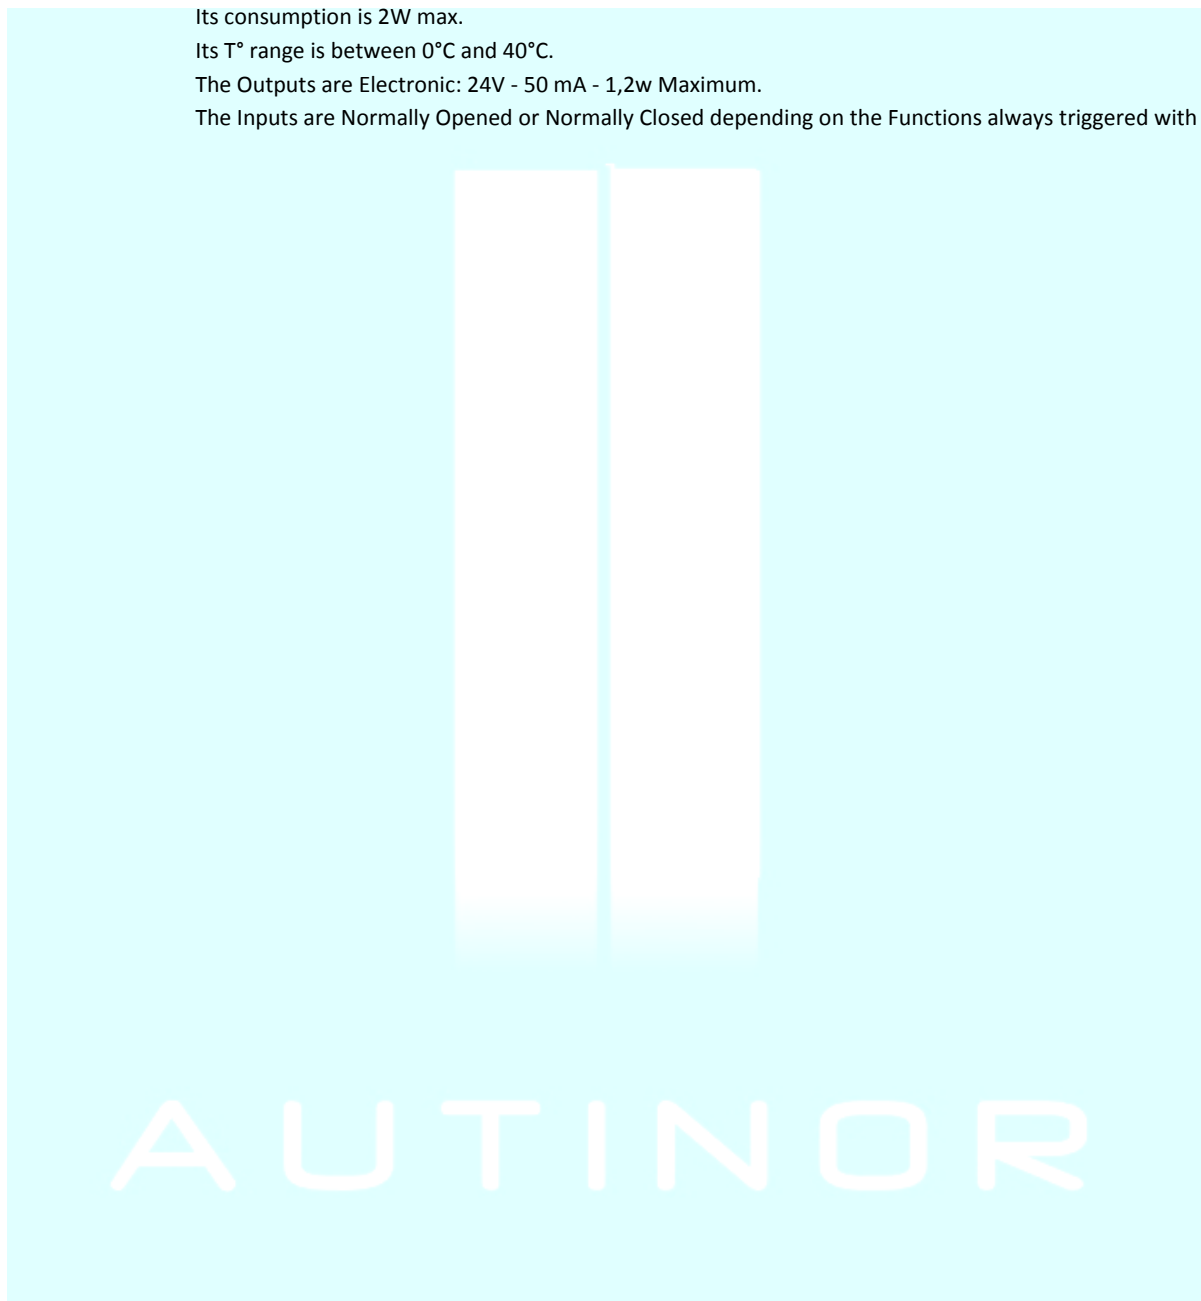 Its consumption is 2W max.
Its T° range is between 0°C and 40°C.
The Outputs are Electronic: 24V - 50 mA - 1,2w Maximum.
The Inputs are Normally Opened or Normally Closed depending on the Functions always triggered with
AUTINOR